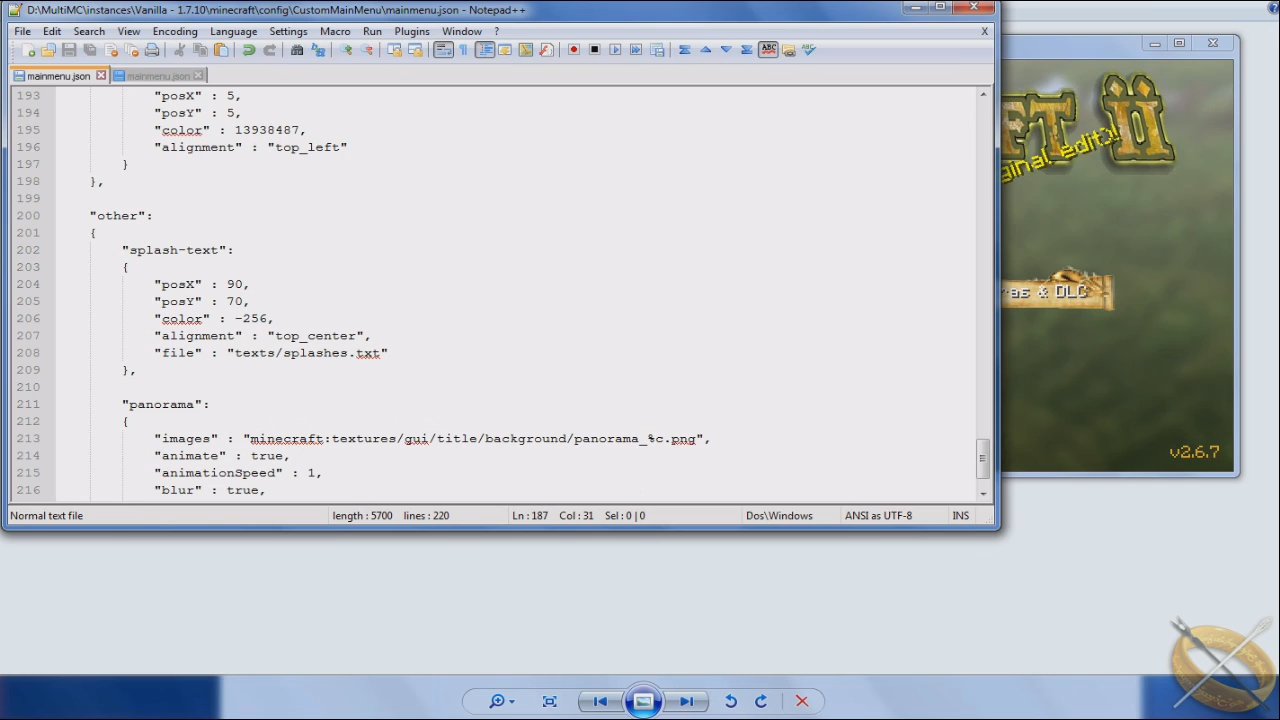 D:\MultiMC\instances\Vanilla - 1.7.10\minecraft\config\CustomMainMenu\mainmenu.json - Notepad++
File Edit Search View Encoding Language Settings Macro Run Plugins Window ? X
mainmenu.json mainmenu.json
193 "posX" : 5,
194 "posY" : 5,
195 "color" : 13938487,
196 "alignment" : "top_left"
197 }
198 },
199
200 "other":
201 {
202 "splash-text":
203 {
204 "posX" : 90,
205 "posY" : 70,
206 "color" : -256,
207 "alignment" : "top_center",
208 "file" : "texts/splashes.txt"
209 },
210
211 "panorama":
212 {
213 "images" : "minecraft:textures/gui/title/background/panorama_%c.png",
214 "animate" : true,
215 "animationSpeed" : 1,
216 "blur" : true,
Normal text file length : 5700 lines : 220 Ln : 187 Col : 31 Sel : 0 | 0 Dos\Windows ANSI as UTF-8 INS
FT ii
ginal editor!
ras & DLC
v2.6.7